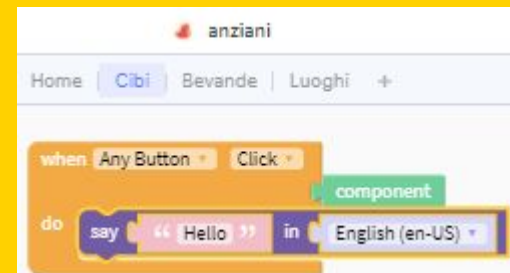 anziani
Home | Cibi | Bevande | Luoghi +
when Any Button Click
component
do say “ Hello ” in English (en-US)